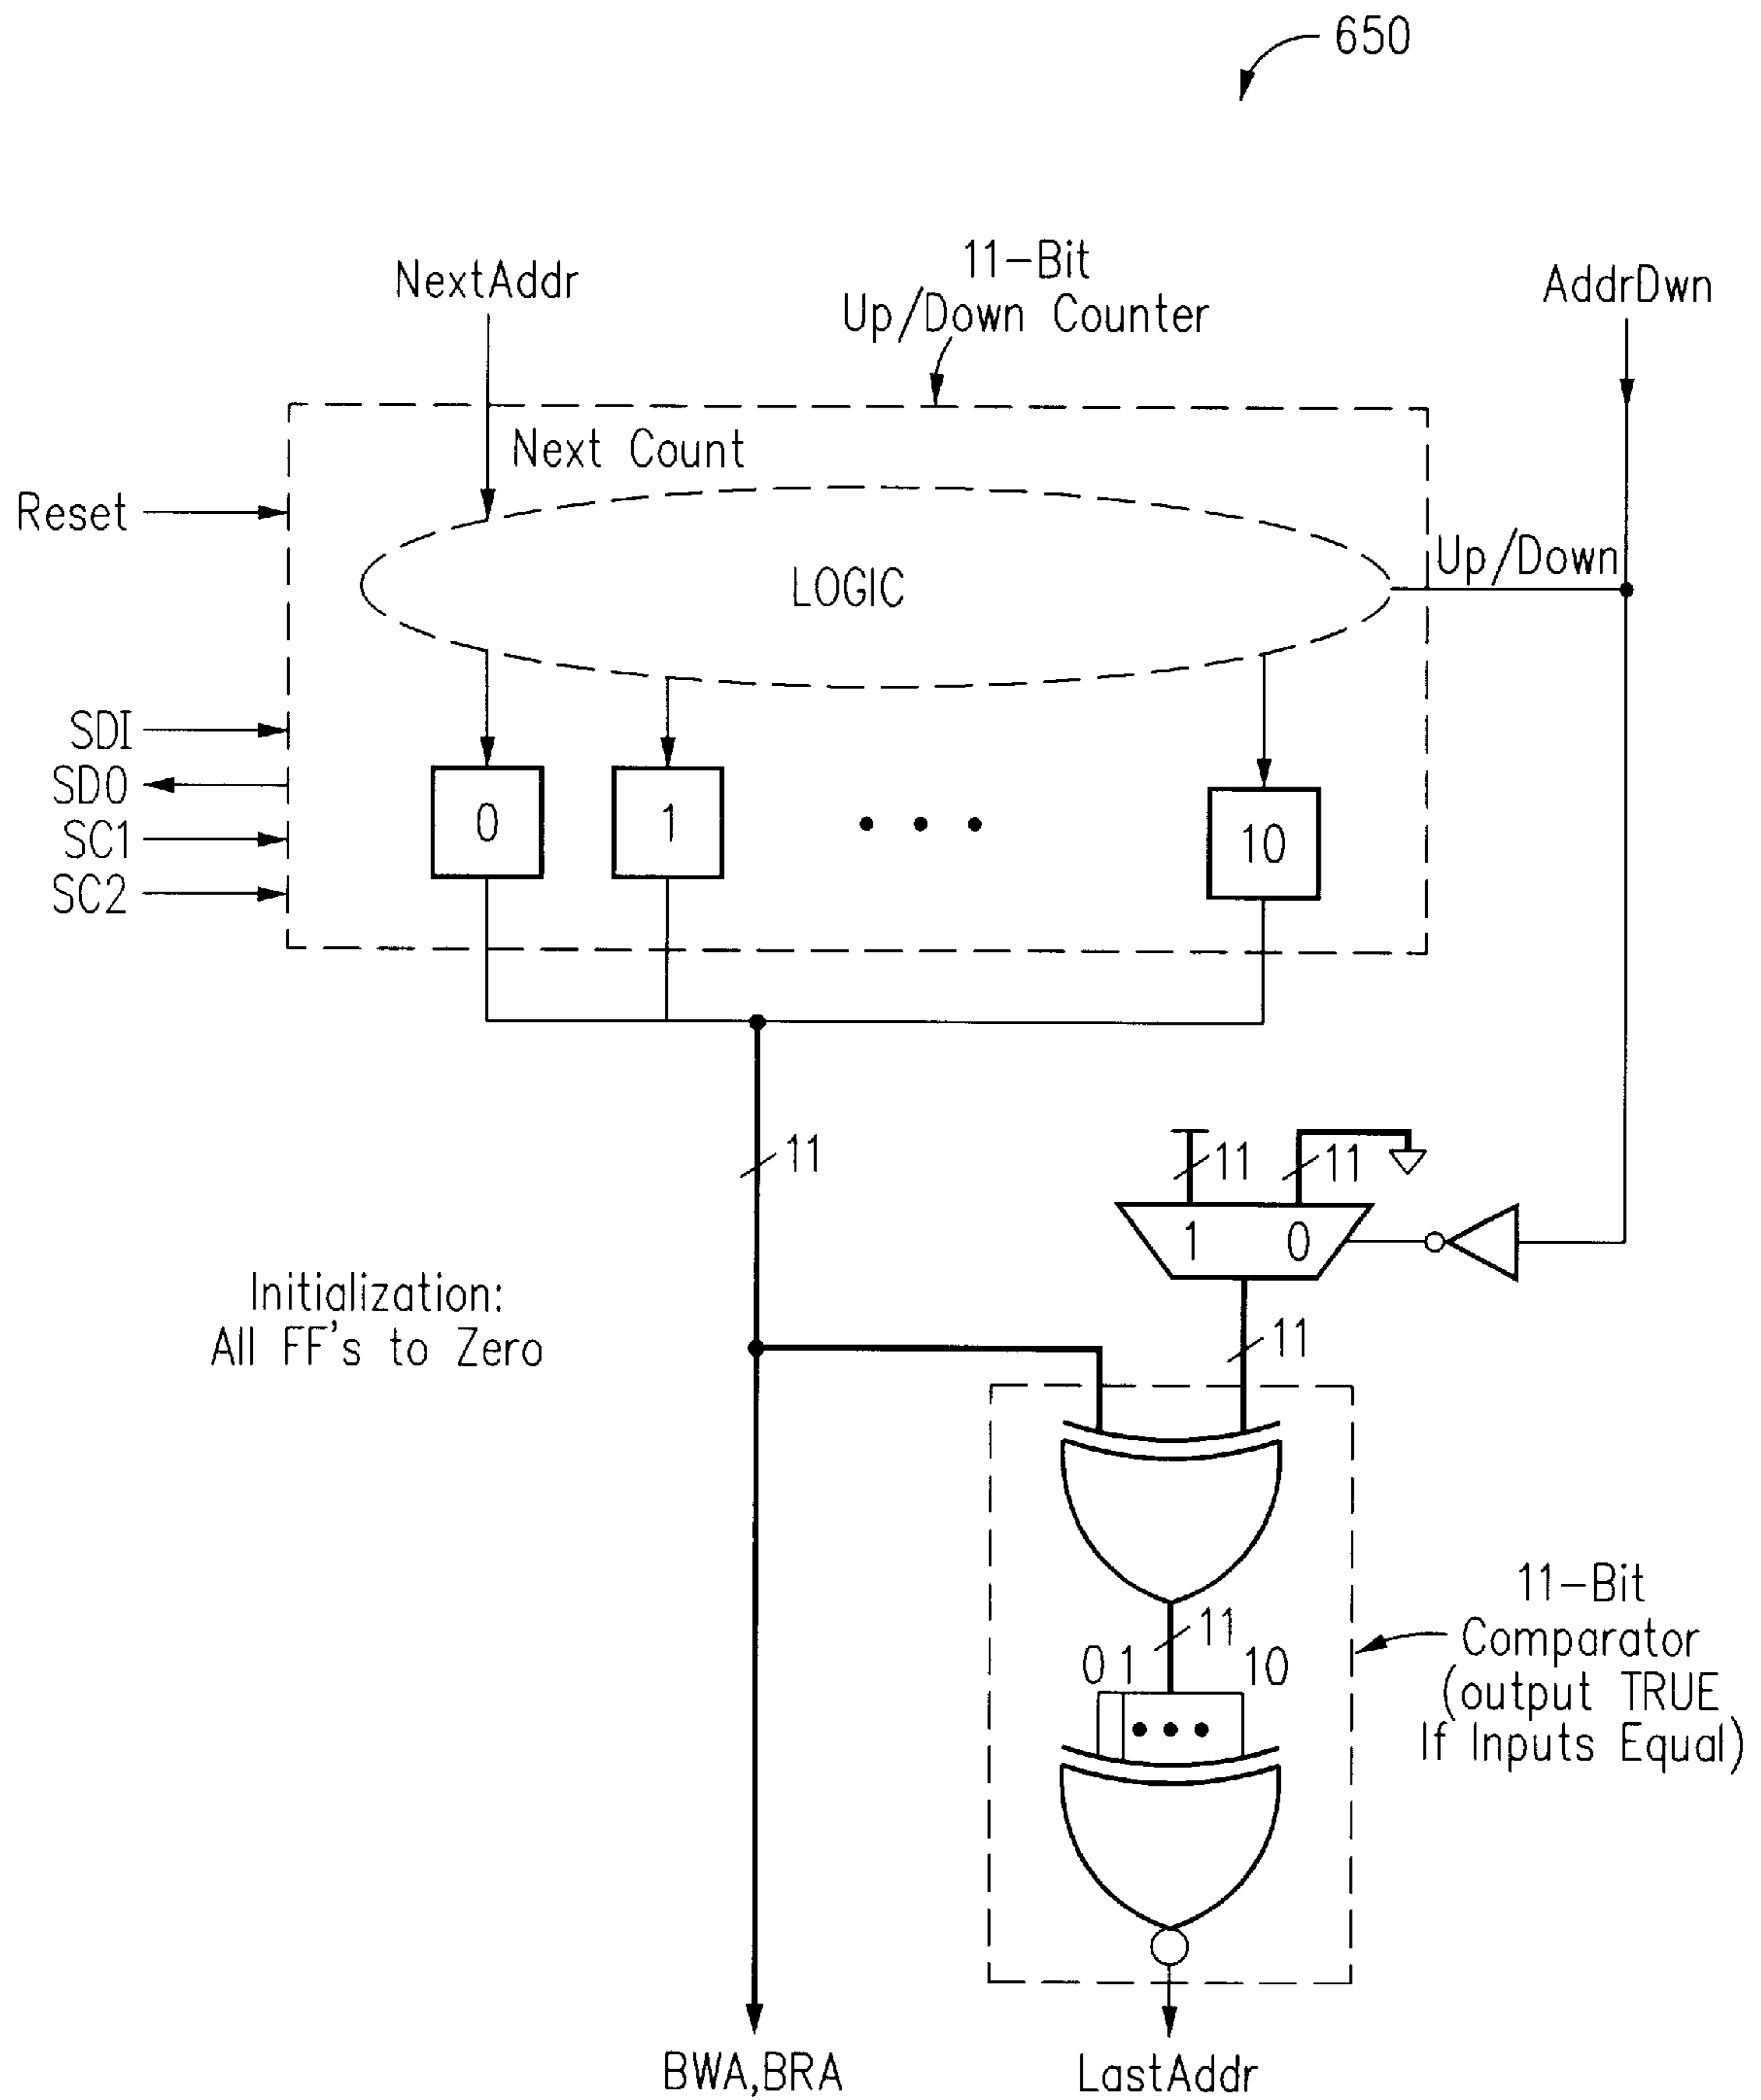 650
NextAddr
11-Bit
Up/Down Counter
AddrDwn
Next Count
Reset
LOGIC
Up/Down
SDI
SDO
SC1
SC2
0
1
10
11
11
11
1
0
Initialization:
All FF's to Zero
11
11
0 1
10
11-Bit
Comparator
(output TRUE
If Inputs Equal)
BWA,BRA
LastAddr